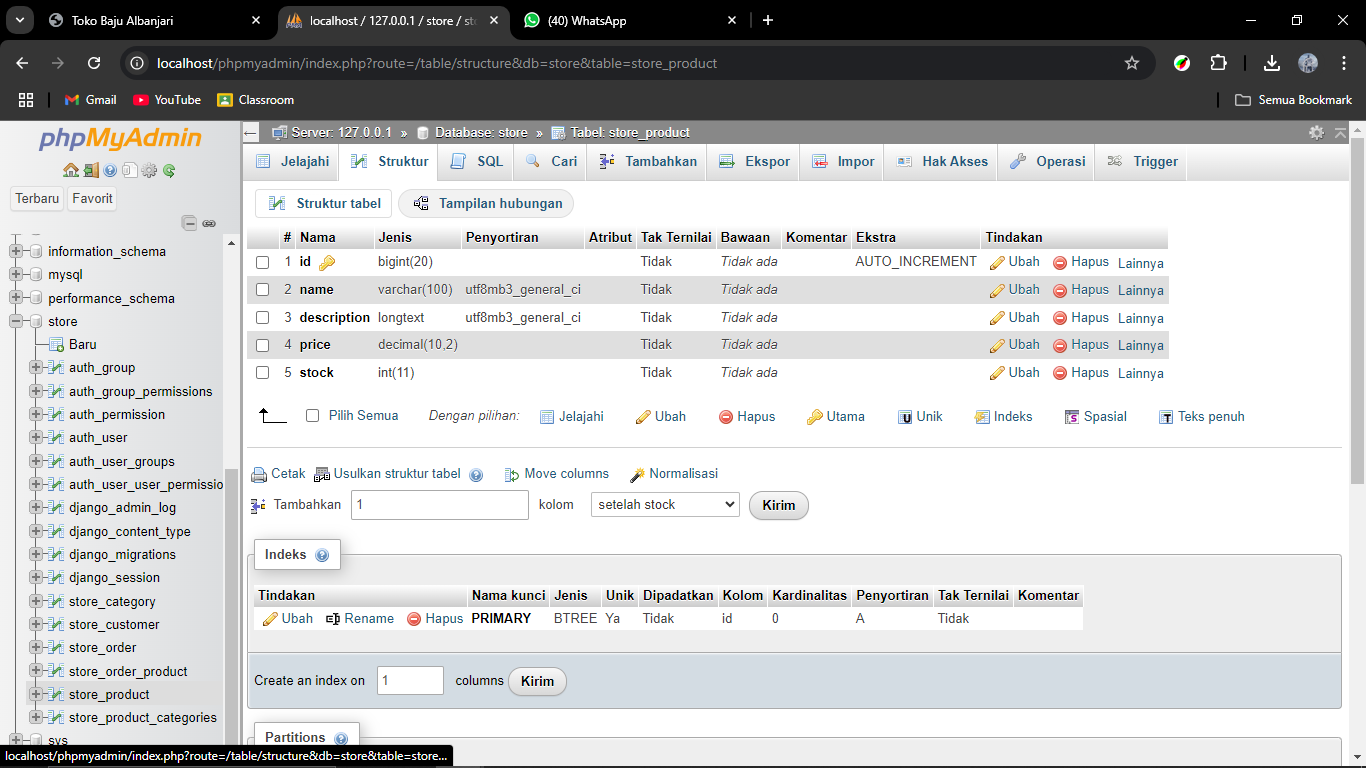 Toko Baju Albanjari
localhost / 127.0.0.1 / store / st
(40) WhatsApp
localhost/phpmyadmin/index.php?route=/table/structure&db=store&table=store_product
Gmail YouTube Classroom Semua Bookmark
phpMyAdmin
Terbaru Favorit
information_schema
mysql
performance_schema
store
Baru
auth_group
auth_group_permissions
auth_permission
auth_user
auth_user_groups
auth_user_user_permissio
django_admin_log
django_content_type
django_migrations
django_session
store_category
store_customer
store_order
store_order_product
store_product
store_product_categories
sys
Server: 127.0.0.1 » Database: store » Tabel: store_product
Jelajahi Struktur SQL Cari Tambahkan Ekspor Impor Hak Akses Operasi Trigger
Struktur tabel Tampilan hubungan
# Nama Jenis Penyortiran Atribut Tak Ternilai Bawaan Komentar Ekstra Tindakan
1 id bigint(20) Tidak Tidak ada AUTO_INCREMENT Ubah Hapus Lainnya
2 name varchar(100) utf8mb3_general_ci Tidak Tidak ada Ubah Hapus Lainnya
3 description longtext utf8mb3_general_ci Tidak Tidak ada Ubah Hapus Lainnya
4 price decimal(10,2) Tidak Tidak ada Ubah Hapus Lainnya
5 stock int(11) Tidak Tidak ada Ubah Hapus Lainnya
Pilih Semua Dengan pilihan: Jelajahi Ubah Hapus Utama Unik Indeks Spasial Teks penuh
Cetak Usulkan struktur tabel Move columns Normalisasi
Tambahkan 1 kolom setelah stock Kirim
Indeks
Tindakan Nama kunci Jenis Unik Dipadatkan Kolom Kardinalitas Penyortiran Tak Ternilai Komentar
Ubah Rename Hapus PRIMARY BTREE Ya Tidak id 0 A Tidak
Create an index on 1 columns Kirim
Partitions
localhost/phpmyadmin/index.php?route=/table/structure&db=store&table=store...